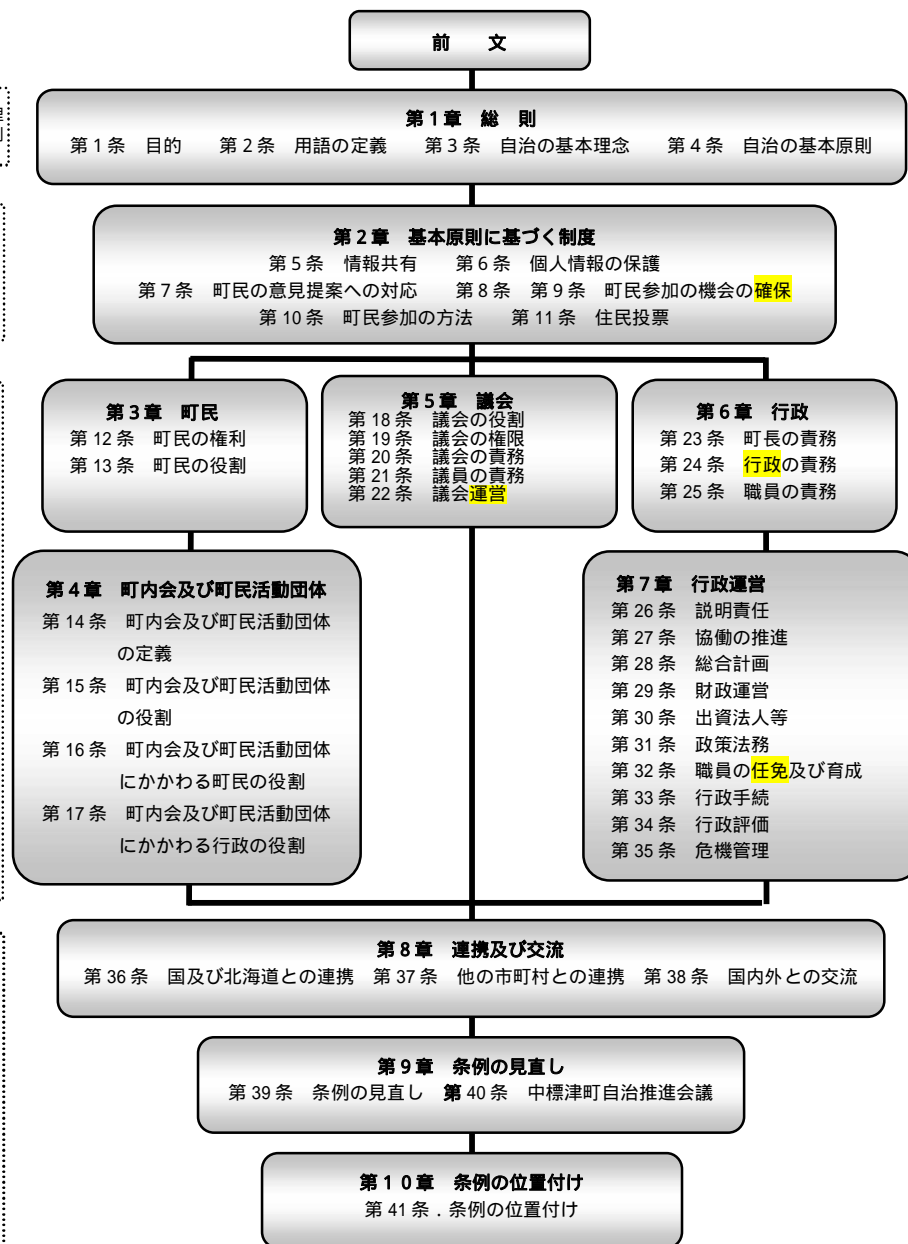 前　文
第１章　総　則
第１条　目的　　第２条　用語の定義　　第３条　自治の基本理念　　第４条　自治の基本原則
第２章　基本原則に基づく制度
第５条　情報共有　　第６条　個人情報の保護
第７条　町民の意見提案への対応　　第８条　第９条　町民参加の機会の確保
第10条　町民参加の方法　　第11条　住民投票
第３章　町民
第12条　町民の権利
第13条　町民の役割
第５章　議会
第18条　議会の役割
第19条　議会の権限
第20条　議会の責務
第21条　議員の責務
第22条　議会運営
第６章　行政
第23条　町長の責務
第24条　行政の責務
第25条　職員の責務
第４章　町内会及び町民活動団体
第14条　町内会及び町民活動団体
の定義
第15条　町内会及び町民活動団体
の役割
第16条　町内会及び町民活動団体
にかかわる町民の役割
第17条　町内会及び町民活動団体
にかかわる行政の役割
第７章　行政運営
第26条　説明責任
第27条　協働の推進
第28条　総合計画
第29条　財政運営
第30条　出資法人等
第31条　政策法務
第32条　職員の任免及び育成
第33条　行政手続
第34条　行政評価
第35条　危機管理
第８章　連携及び交流
第36条　国及び北海道との連携　第37条　他の市町村との連携　第38条　国内外との交流
第９章　条例の見直し
第39条　条例の見直し　第40条　中標津町自治推進会議
第１０章　条例の位置付け
第41条．条例の位置付け